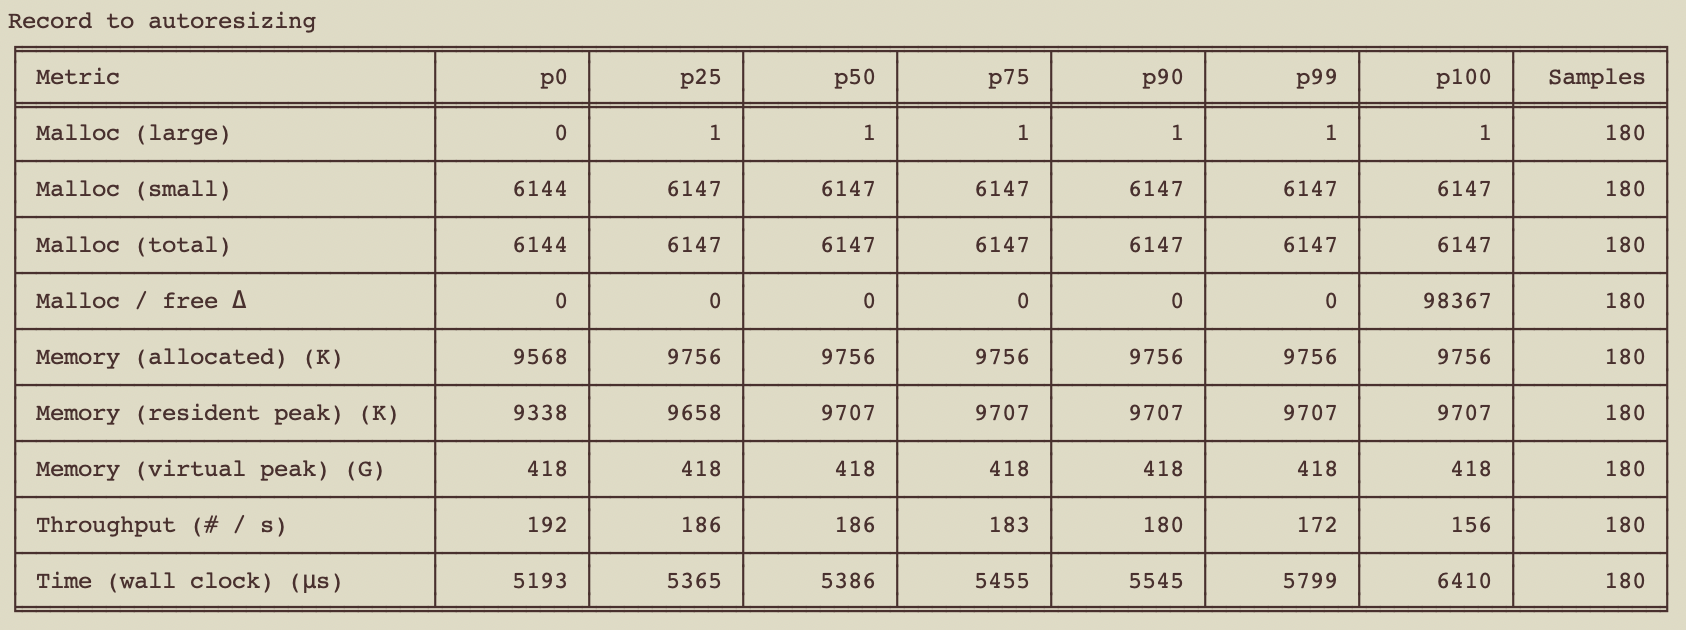 Record to autoresizing
Metric p0 p25 p50 p75 p90 p99 p100 Samples
Malloc (large) 0 1 1 1 1 1 1 180
Malloc (small) 6144 6147 6147 6147 6147 6147 6147 180
Malloc (total) 6144 6147 6147 6147 6147 6147 6147 180
Malloc / free Δ 0 0 0 0 0 0 98367 180
Memory (allocated) (K) 9568 9756 9756 9756 9756 9756 9756 180
Memory (resident peak) (K) 9338 9658 9707 9707 9707 9707 9707 180
Memory (virtual peak) (G) 418 418 418 418 418 418 418 180
Throughput (# / s) 192 186 186 183 180 172 156 180
Time (wall clock) (μs) 5193 5365 5386 5455 5545 5799 6410 180